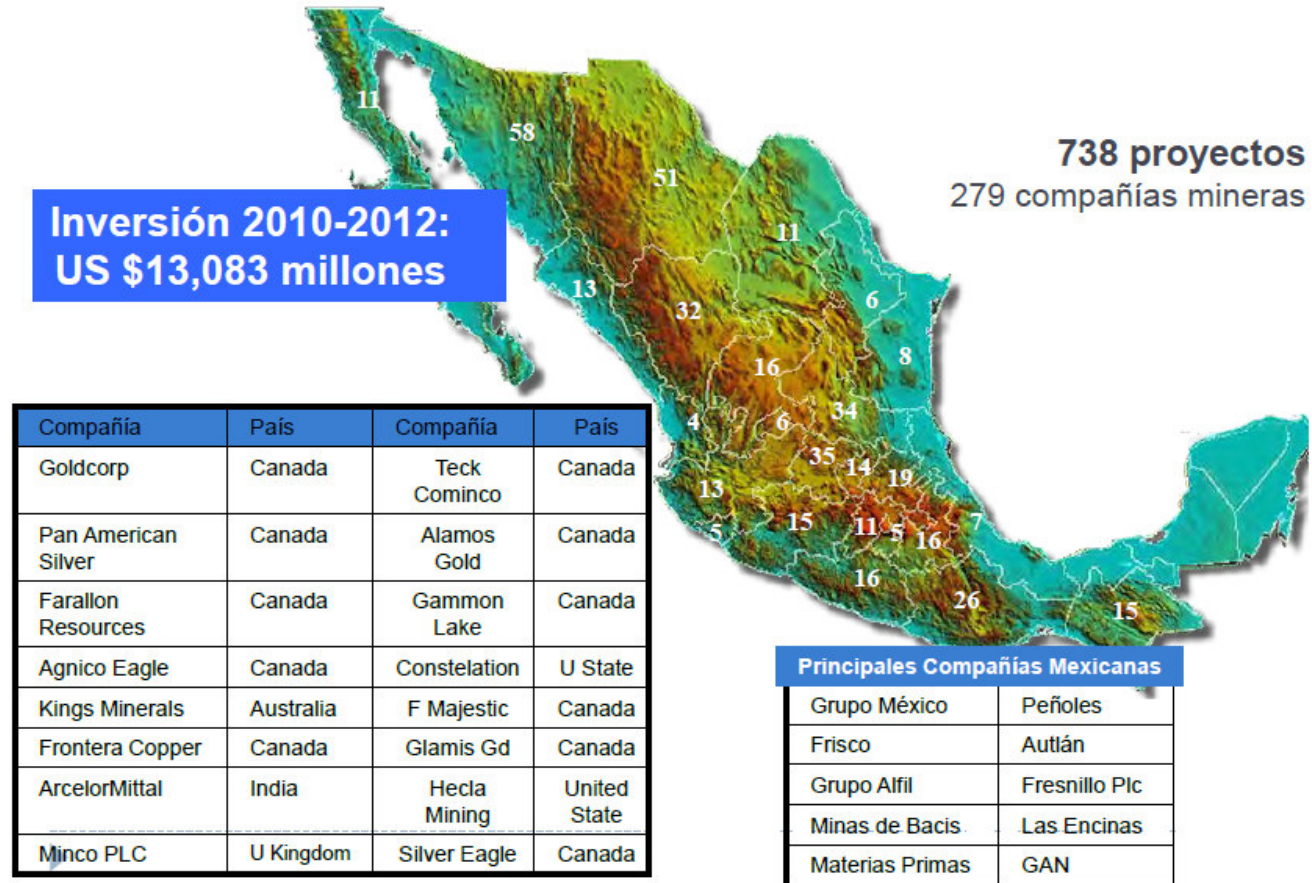 738 proyectos
279 compañías mineras
Inversión 2010-2012:
US $13,083 millones
11
58
51
11
13
32
6
8
16
34
4
6
35
14
19
13
15
11
5
16
7
5
16
26
15
Compañía País Compañía País
Goldcorp Canada Teck Cominco Canada
Pan American Silver Canada Alamos Gold Canada
Farallon Resources Canada Gammon Lake Canada
Agnico Eagle Canada Constelation U State
Kings Minerals Australia F Majestic Canada
Frontera Copper Canada Glamis Gd Canada
ArcelorMittal India Hecla Mining United State
Minco PLC U Kingdom Silver Eagle Canada
Principales Compañías Mexicanas
Grupo México Peñoles
Frisco Autlán
Grupo Alfil Fresnillo Plc
Minas de Bacis Las Encinas
Materias Primas GAN